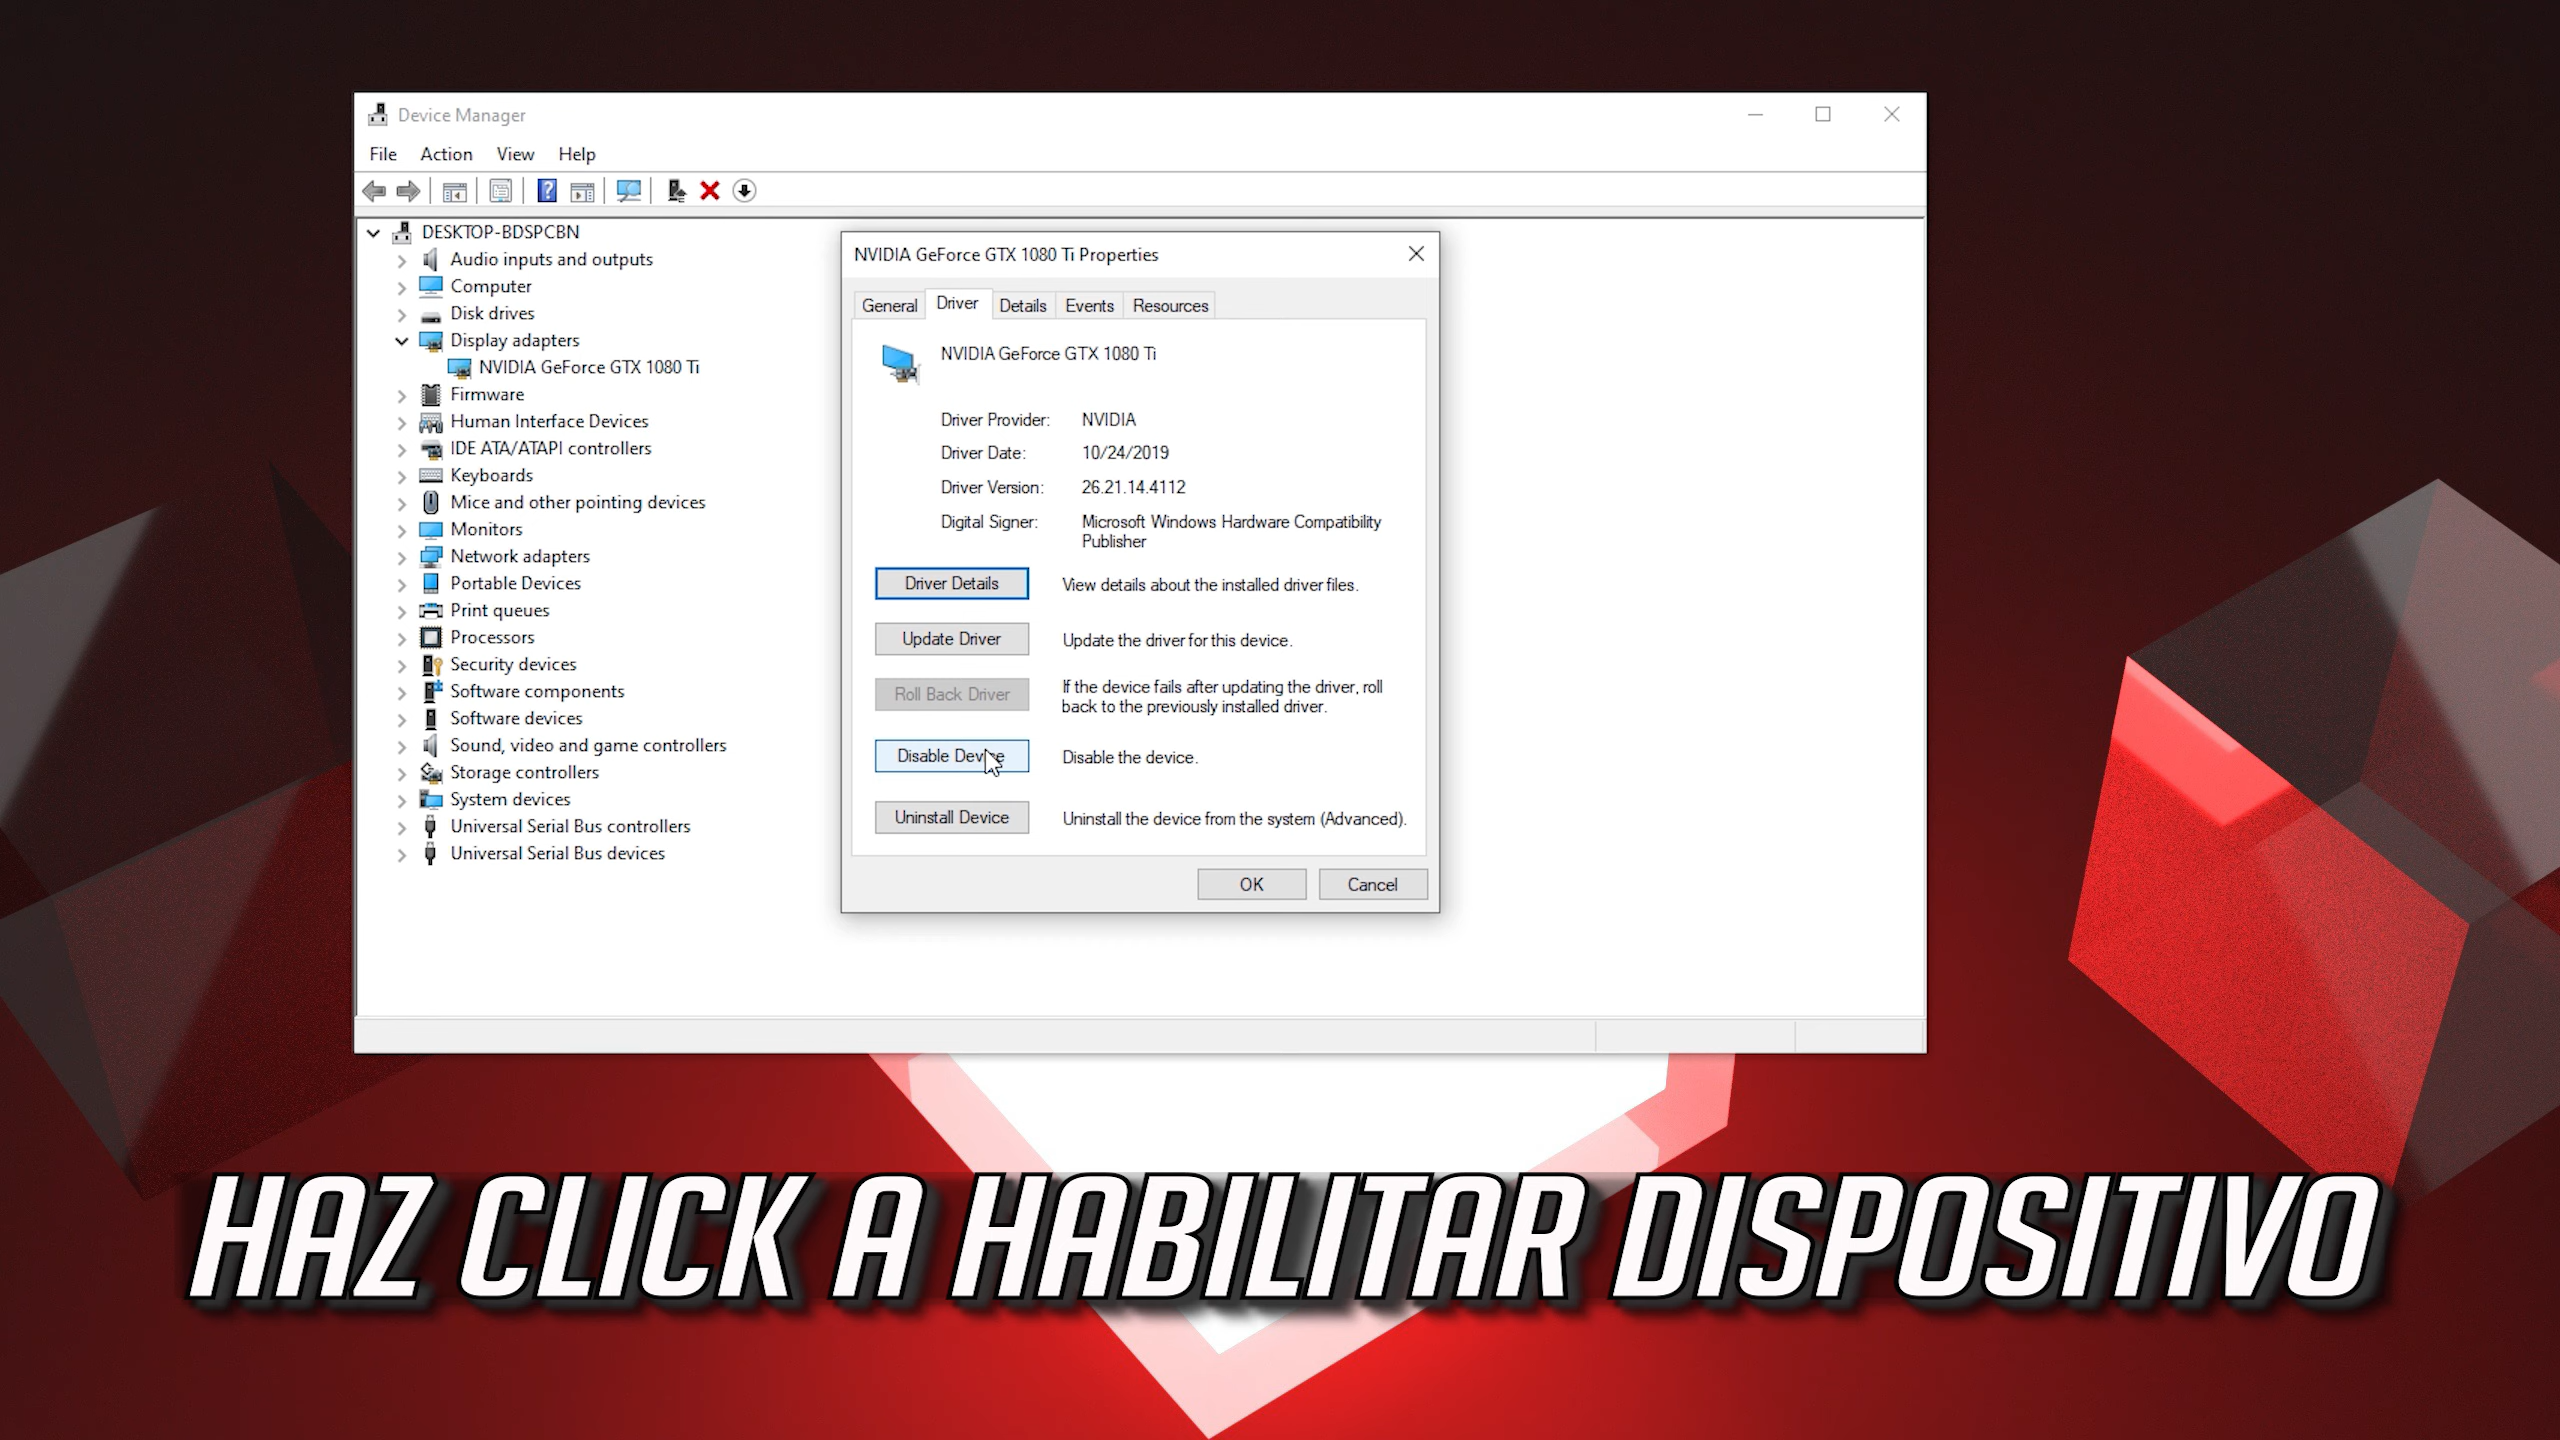 Device Manager
File Action View Help
DESKTOP-BDSPCBN
Audio inputs and outputs
Computer
Disk drives
Display adapters
NVIDIA GeForce GTX 1080 Ti
Firmware
Human Interface Devices
IDE ATA/ATAPI controllers
Keyboards
Mice and other pointing devices
Monitors
Network adapters
Portable Devices
Print queues
Processors
Security devices
Software components
Software devices
Sound, video and game controllers
Storage controllers
System devices
Universal Serial Bus controllers
Universal Serial Bus devices
NVIDIA GeForce GTX 1080 Ti Properties
General Driver Details Events Resources
NVIDIA GeForce GTX 1080 Ti
Driver Provider: NVIDIA
Driver Date: 10/24/2019
Driver Version: 26.21.14.4112
Digital Signer: Microsoft Windows Hardware Compatibility
Publisher
Driver Details View details about the installed driver files.
Update Driver Update the driver for this device.
Roll Back Driver If the device fails after updating the driver, roll
back to the previously installed driver.
Disable Device Disable the device.
Uninstall Device Uninstall the device from the system (Advanced).
OK Cancel
HAZ CLICK A HABILITAR DISPOSITIVO